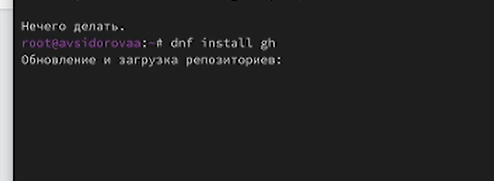 Нечего делать.
root@avsidorovaa:~# dnf install gh
Обновление и загрузка репозиториев: